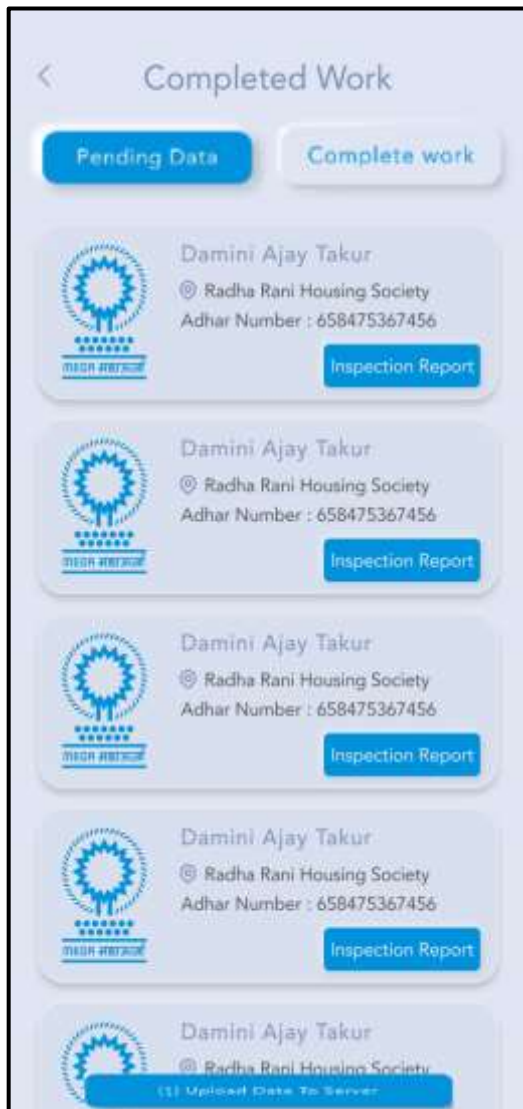 Completed Work
Pending Data
Complete work
Damini Ajay Takur
Radha Rani Housing Society
Adhar Number : 658475367456
Inspection Report
Damini Ajay Takur
Radha Rani Housing Society
Adhar Number : 658475367456
Inspection Report
Damini Ajay Takur
Radha Rani Housing Society
Adhar Number : 658475367456
Inspection Report
Damini Ajay Takur
Radha Rani Housing Society
Adhar Number : 658475367456
Inspection Report
Damini Ajay Takur
Radha Rani Housing Society
(1) Upload Data To Server